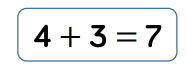 4 + 3 = 7